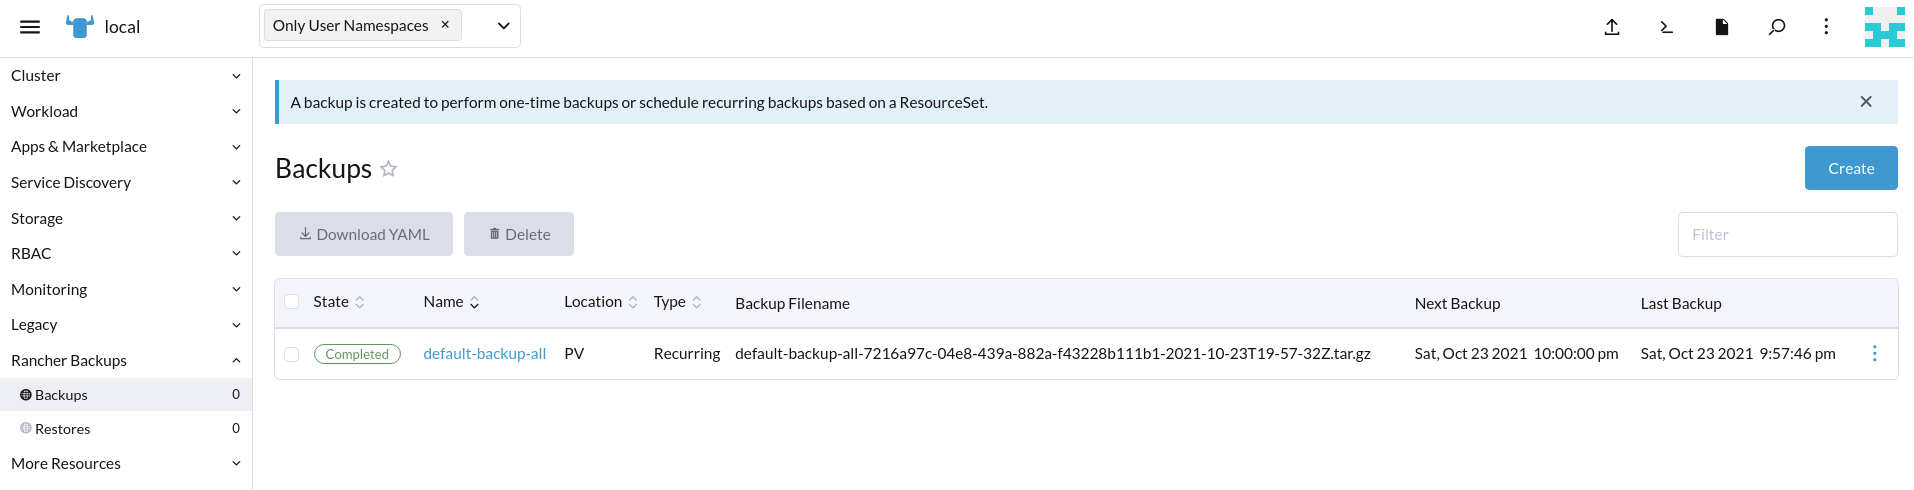 local
Only User Namespaces ×
Cluster
Workload
Apps & Marketplace
Service Discovery
Storage
RBAC
Monitoring
Legacy
Rancher Backups
Backups 0
Restores 0
More Resources
A backup is created to perform one-time backups or schedule recurring backups based on a ResourceSet.
Backups
Create
Download YAML Delete
Filter
State Name Location Type Backup Filename Next Backup Last Backup
Completed default-backup-all PV Recurring default-backup-all-7216a97c-04e8-439a-882a-f43228b111b1-2021-10-23T19-57-32Z.tar.gz Sat, Oct 23 2021 10:00:00 pm Sat, Oct 23 2021 9:57:46 pm